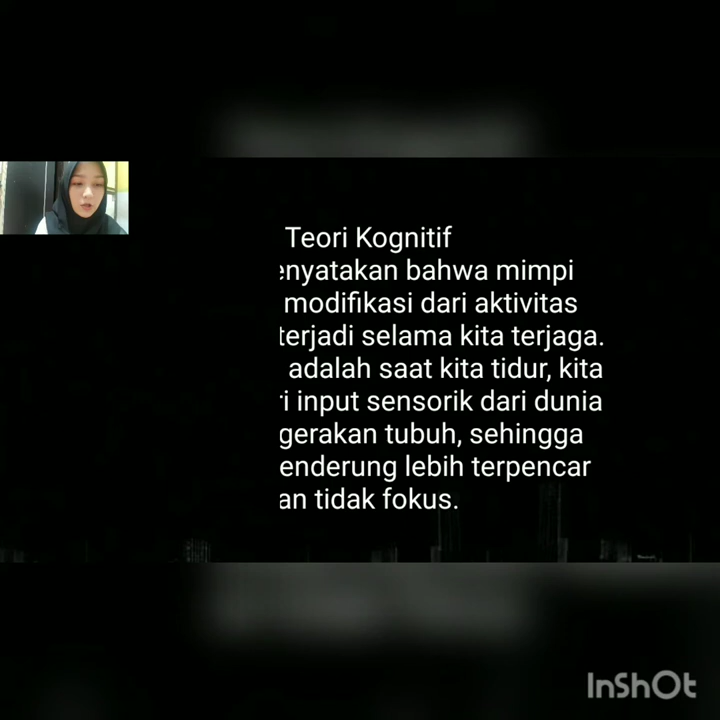 Teori Kognitif
enyatakan bahwa mimpi
modifikasi dari aktivitas
terjadi selama kita terjaga.
adalah saat kita tidur, kita
ri input sensorik dari dunia
gerakan tubuh, sehingga
enderung lebih terpencar
an tidak fokus.
InShOt